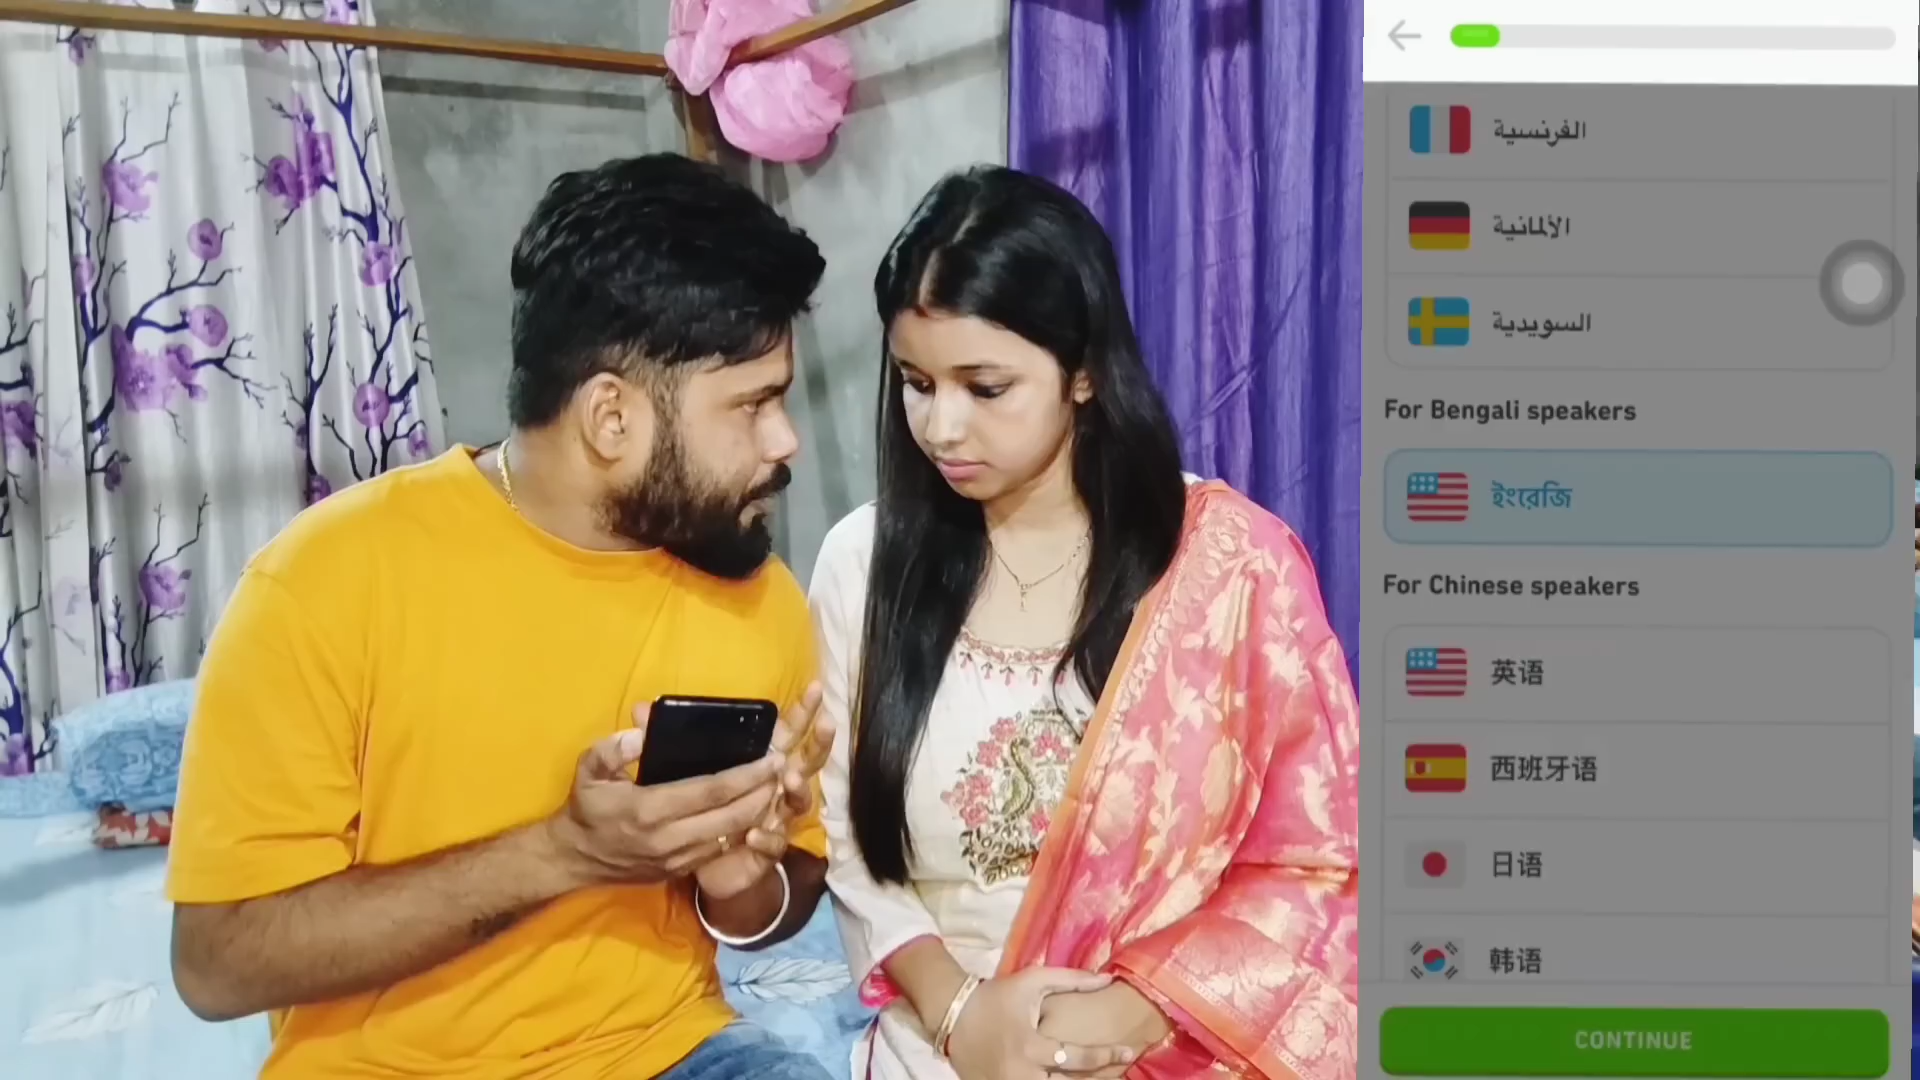 الفرنسية
الألمانية
السويدية
For Bengali speakers
ইংরেজি
For Chinese speakers
英语
西班牙语
日语
韩语
CONTINUE